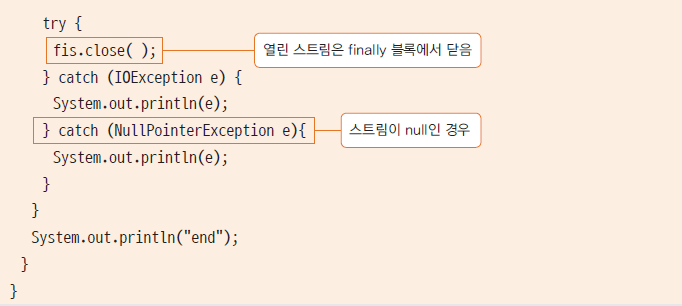 try {
fis.close( );
열린 스트림은 finally 블록에서 닫음
} catch (IOException e) {
System.out.println(e);
} catch (NullPointerException e){
스트림이 null인 경우
System.out.println(e);
}
}
System.out.println("end");
}
}